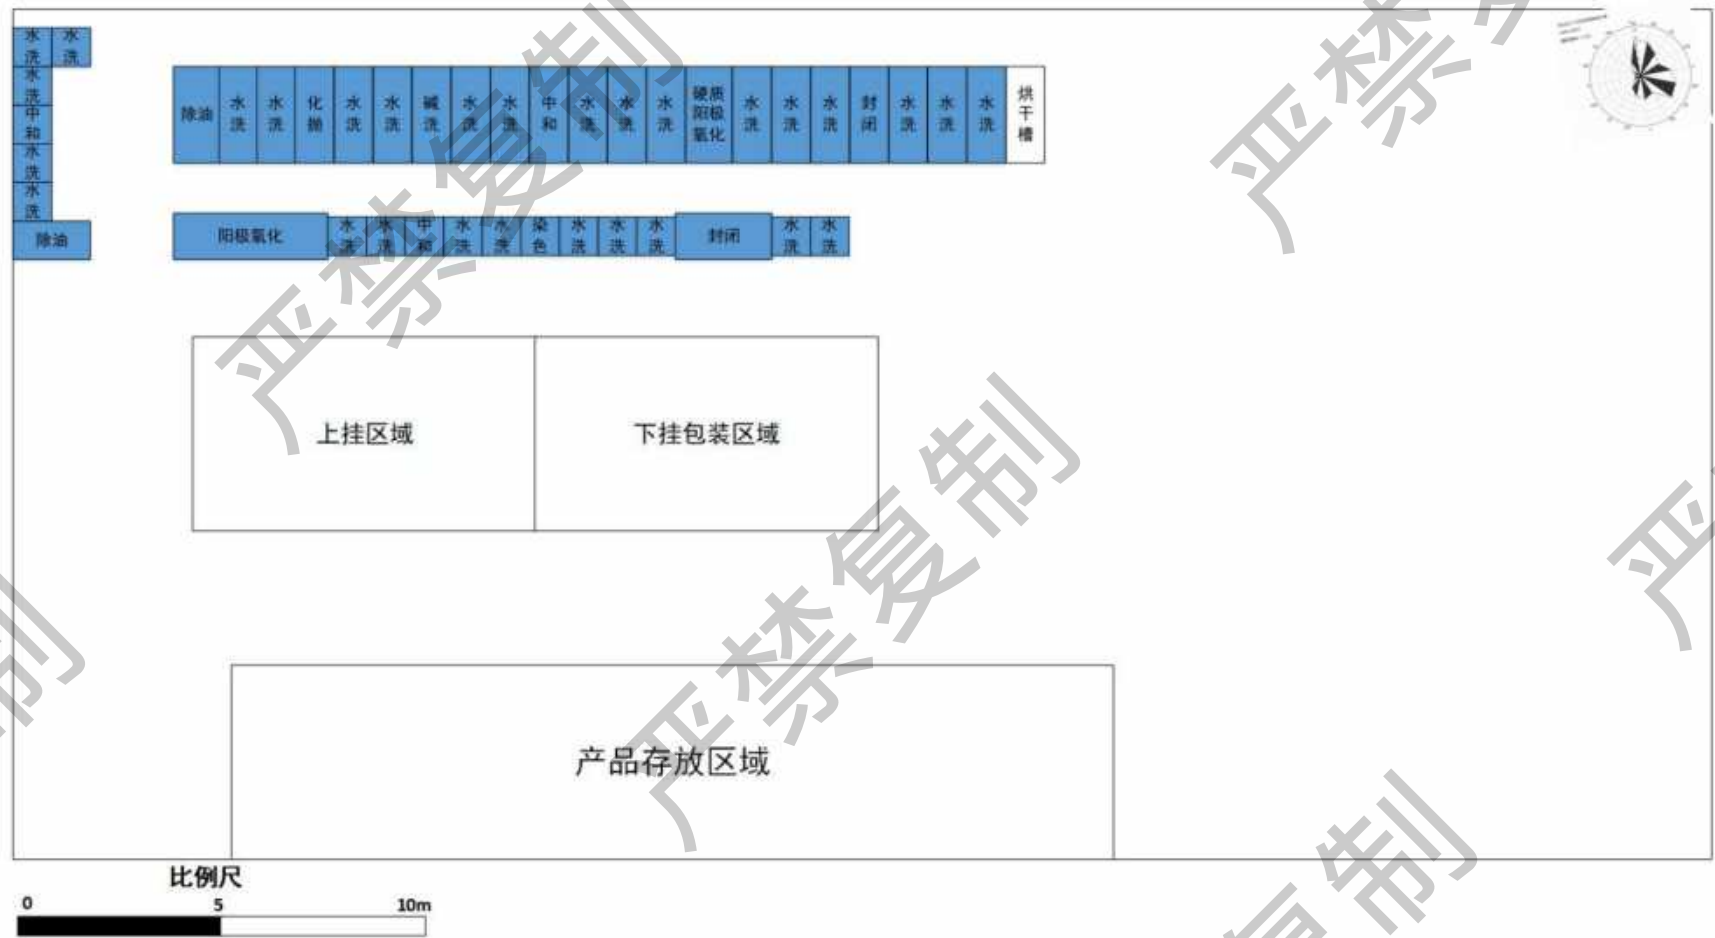 水洗 水洗
水洗
中和
水洗
水洗
除油
除油 水洗 水洗 化抛 水洗 水洗 碱洗 水洗 水洗 中和 水洗 水洗 水洗 硬质阳极氧化 水洗 水洗 水洗 封闭 水洗 水洗 水洗 烘干槽
阳极氧化 水洗 水洗 中和 水洗 水洗 染色 水洗 水洗 水洗 封闭 水洗 水洗
上挂区域 下挂包装区域
产品存放区域
比例尺
0 5 10m
严禁复制
严禁复制
严禁复制
严
制
复制